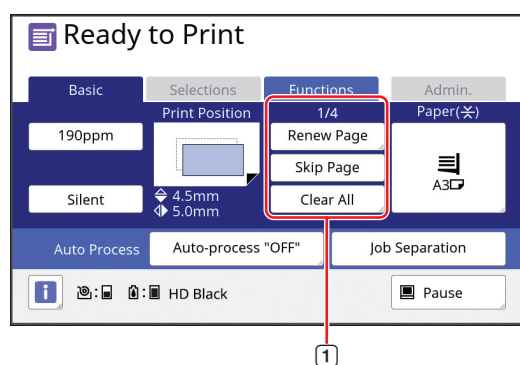 Ready to Print
Basic Selections Functions Admin.
Print Position 1/4 Paper(⚹)
190ppm Renew Page
Skip Page
A3
Silent 4.5mm Clear All
5.0mm
Auto Process Auto-process "OFF" Job Separation
i : : HD Black Pause
1